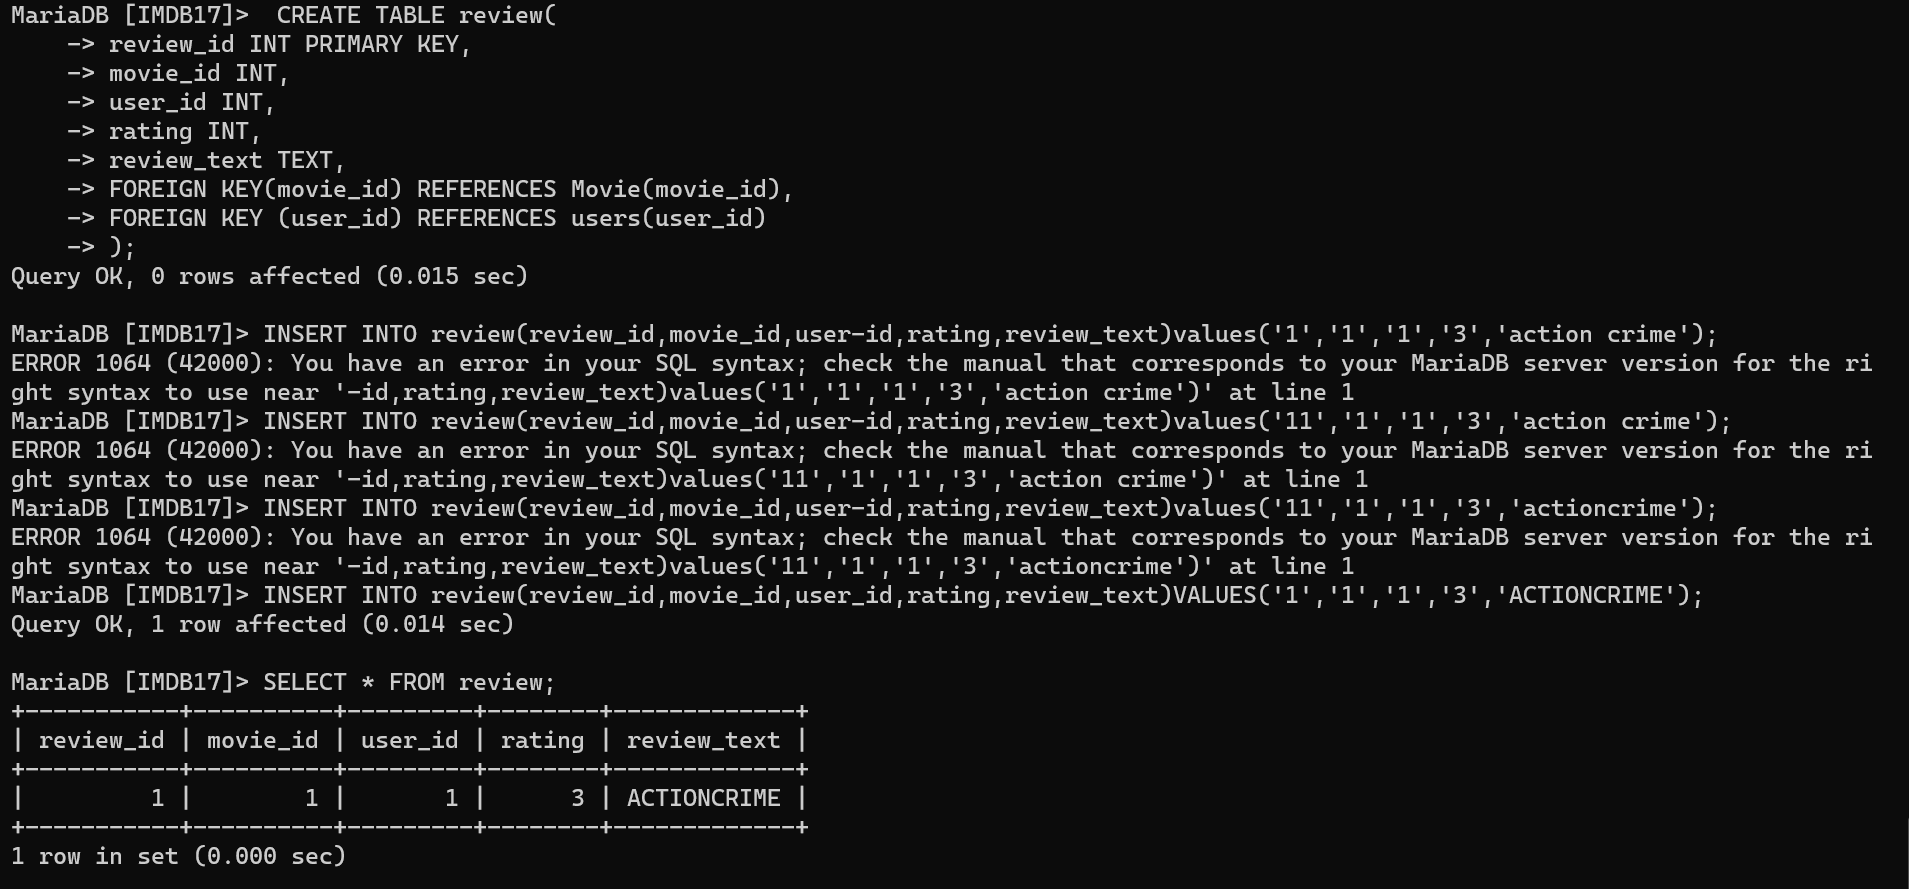 MariaDB [IMDB17]>  CREATE TABLE review(
    -> review_id INT PRIMARY KEY,
    -> movie_id INT,
    -> user_id INT,
    -> rating INT,
    -> review_text TEXT,
    -> FOREIGN KEY(movie_id) REFERENCES Movie(movie_id),
    -> FOREIGN KEY (user_id) REFERENCES users(user_id)
    -> );
Query OK, 0 rows affected (0.015 sec)

MariaDB [IMDB17]> INSERT INTO review(review_id,movie_id,user-id,rating,review_text)values('1','1','1','3','action crime');
ERROR 1064 (42000): You have an error in your SQL syntax; check the manual that corresponds to your MariaDB server version for the ri
ght syntax to use near '-id,rating,review_text)values('1','1','1','3','action crime')' at line 1
MariaDB [IMDB17]> INSERT INTO review(review_id,movie_id,user-id,rating,review_text)values('11','1','1','3','action crime');
ERROR 1064 (42000): You have an error in your SQL syntax; check the manual that corresponds to your MariaDB server version for the ri
ght syntax to use near '-id,rating,review_text)values('11','1','1','3','action crime')' at line 1
MariaDB [IMDB17]> INSERT INTO review(review_id,movie_id,user-id,rating,review_text)values('11','1','1','3','actioncrime');
ERROR 1064 (42000): You have an error in your SQL syntax; check the manual that corresponds to your MariaDB server version for the ri
ght syntax to use near '-id,rating,review_text)values('11','1','1','3','actioncrime')' at line 1
MariaDB [IMDB17]> INSERT INTO review(review_id,movie_id,user_id,rating,review_text)VALUES('1','1','1','3','ACTIONCRIME');
Query OK, 1 row affected (0.014 sec)

MariaDB [IMDB17]> SELECT * FROM review;
+-----------+----------+---------+--------+-------------+
| review_id | movie_id | user_id | rating | review_text |
+-----------+----------+---------+--------+-------------+
|         1 |        1 |       1 |      3 | ACTIONCRIME |
+-----------+----------+---------+--------+-------------+
1 row in set (0.000 sec)